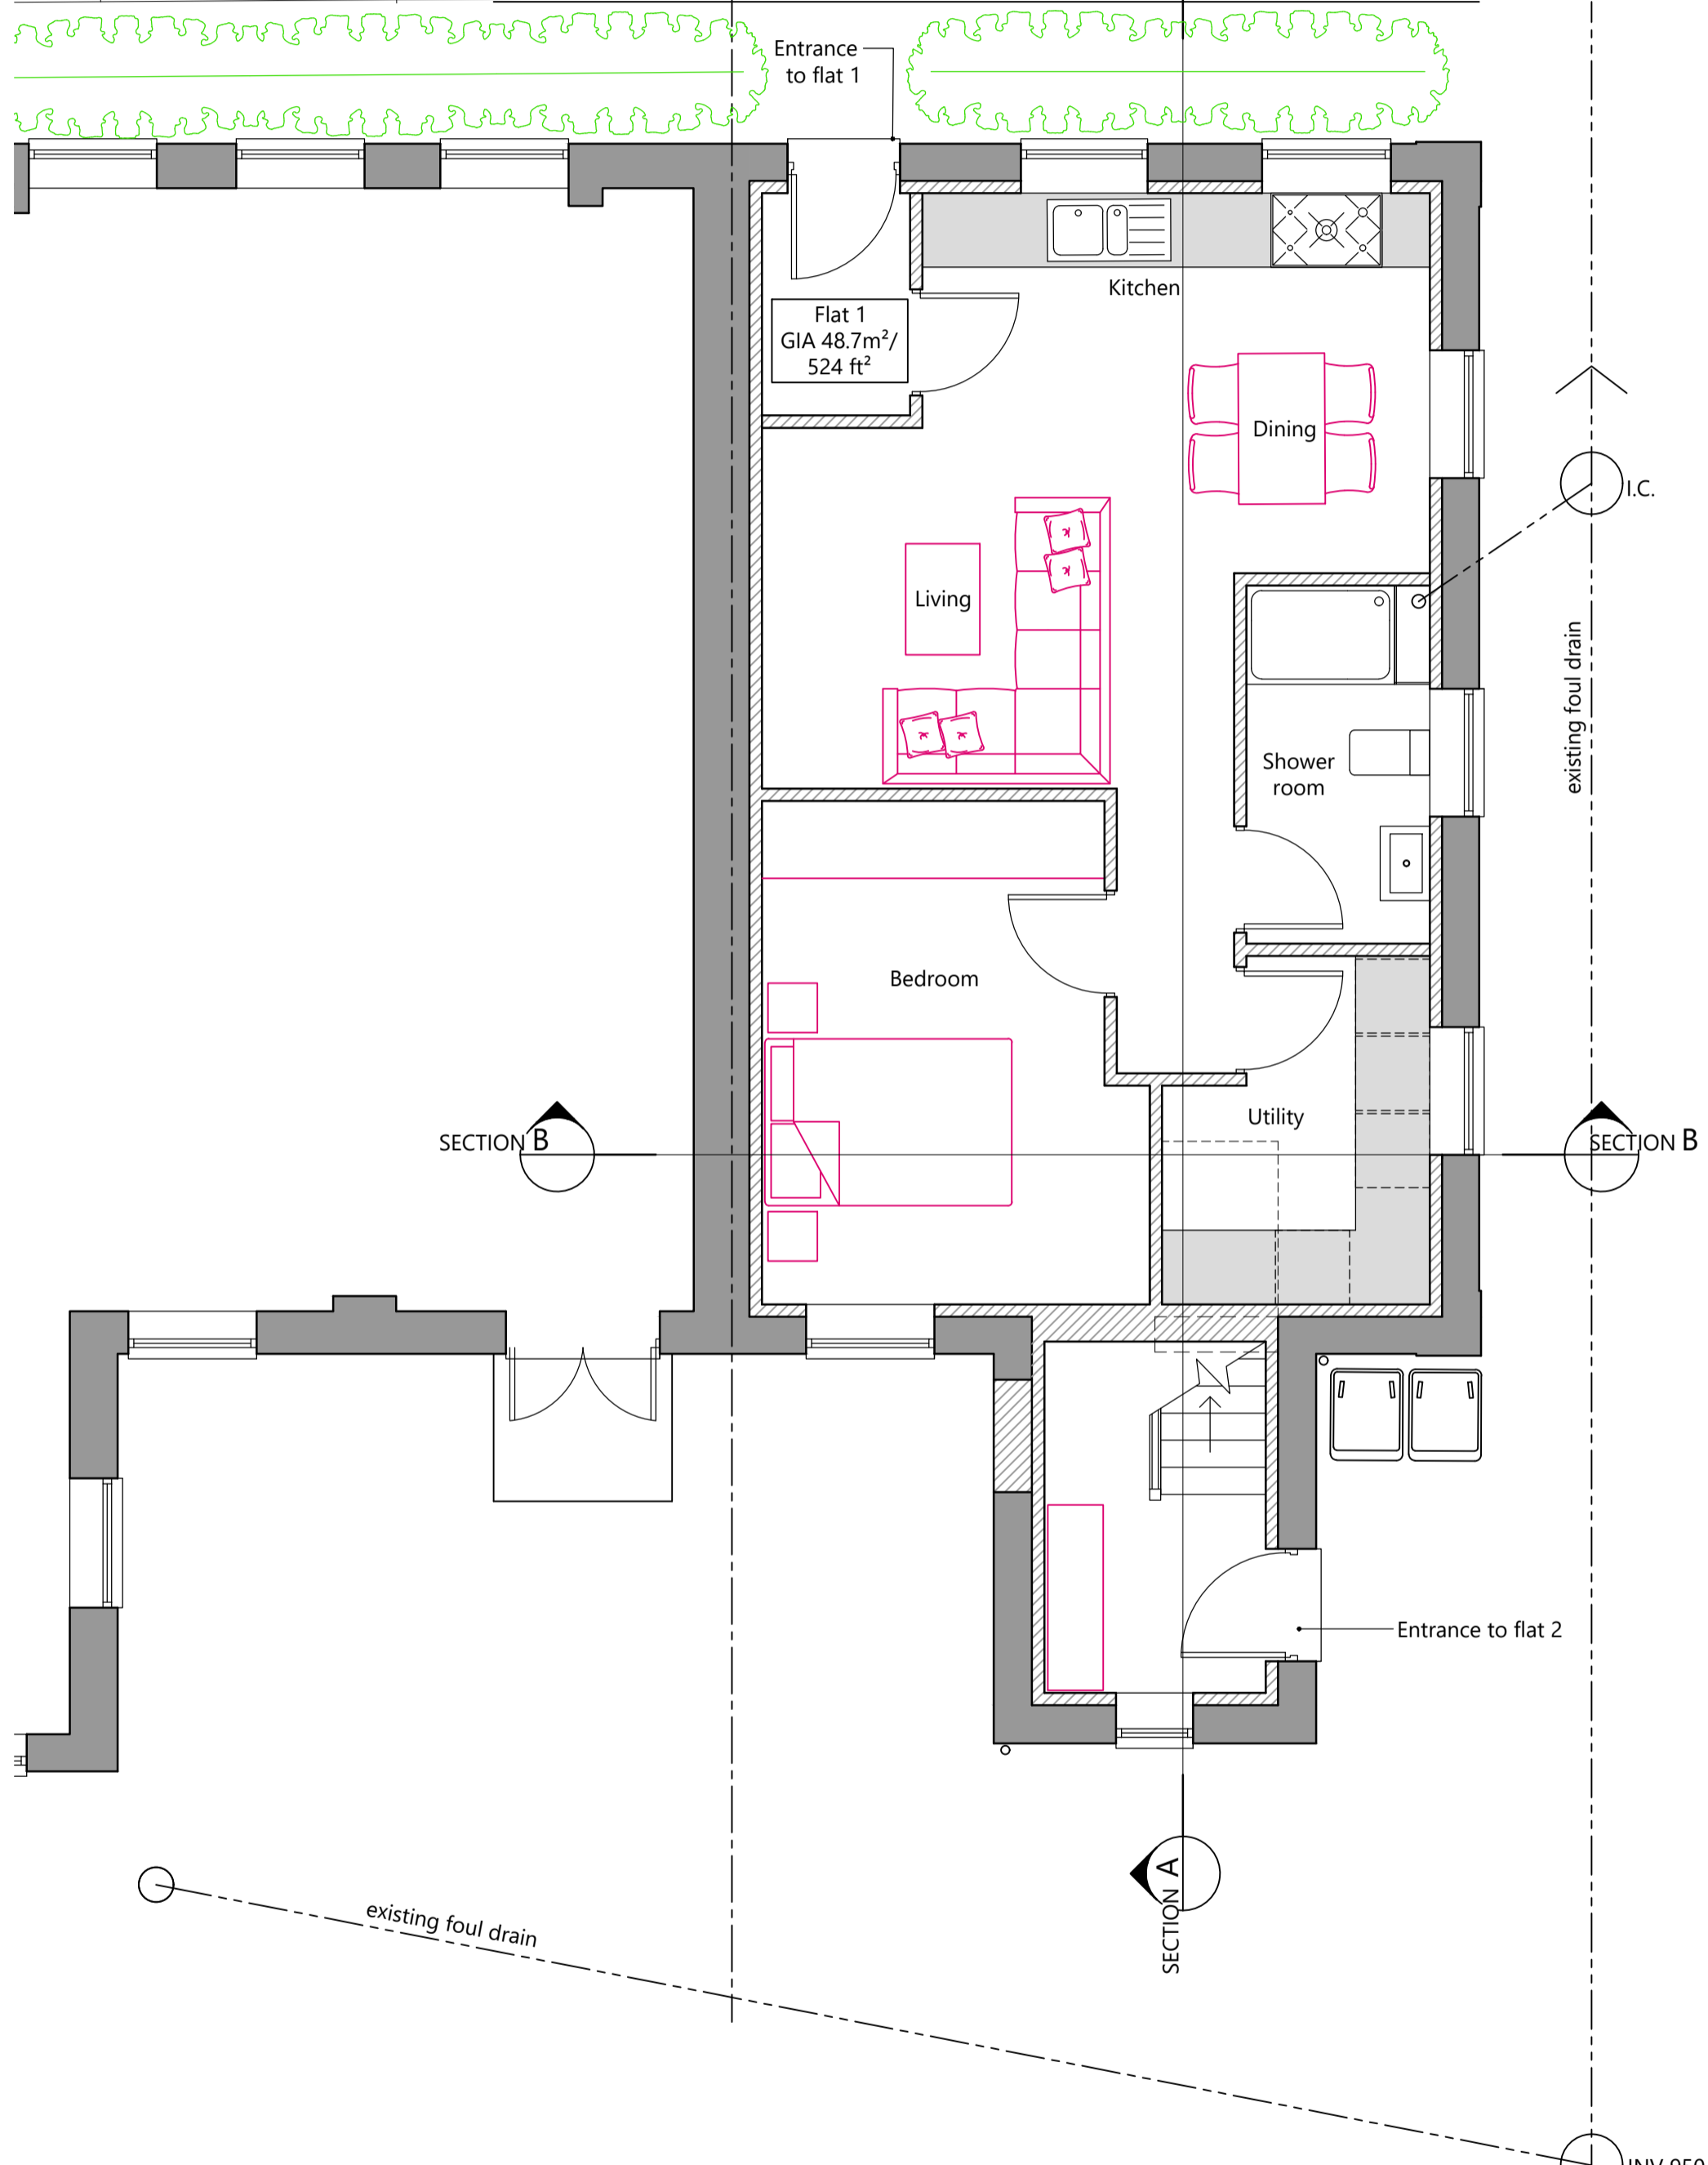 Entrance
to flat 1
Kitchen
Flat 1
GIA 48.7m²/
524 ft²
Dining
I.C.
Living
existing foul drain
Shower
room
Bedroom
Utility
SECTION B
SECTION B
Entrance to flat 2
SECTION A
existing foul drain